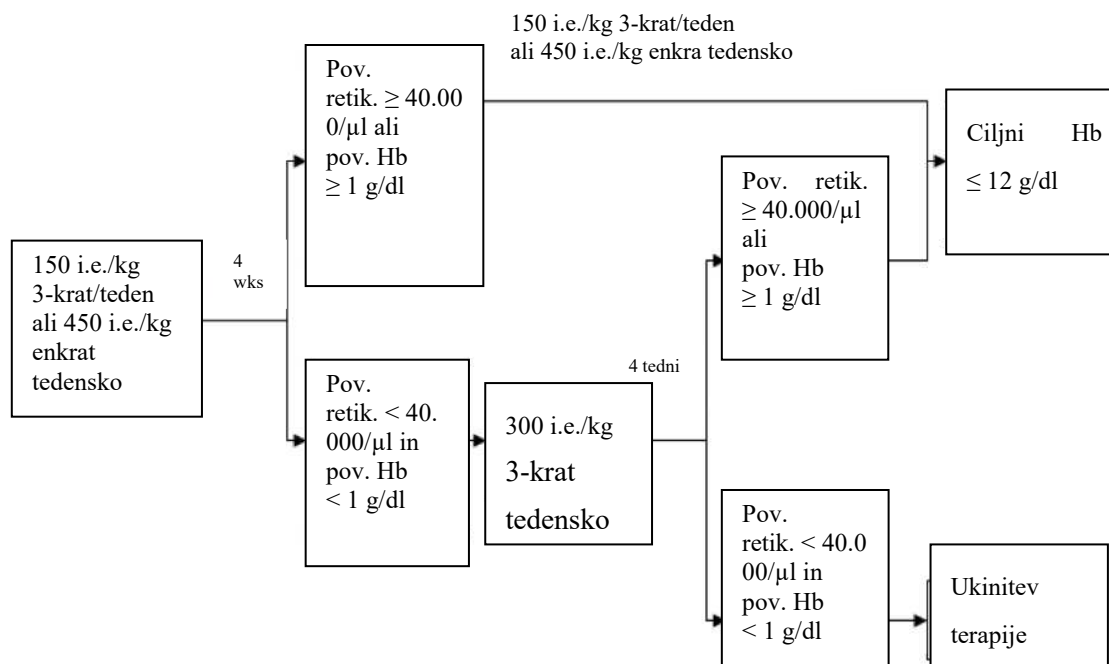 150 i.e./kg
3-krat/teden
ali 450 i.e./kg
enkrat
tedensko
4
wks
Pov.
retik. ≥ 40.00
0/µl ali
pov. Hb
≥ 1 g/dl
150 i.e./kg 3-krat/teden
ali 450 i.e./kg enkra tedensko
Pov.
retik. < 40.
000/µl in
pov. Hb
< 1 g/dl
300 i.e./kg
3-krat
tedensko
4 tedni
Pov. retik.
≥ 40.000/µl
ali
pov. Hb
≥ 1 g/dl
Ciljni Hb
≤ 12 g/dl
Pov.
retik. < 40.0
00/µl in
pov. Hb
< 1 g/dl
Ukinitev
terapije